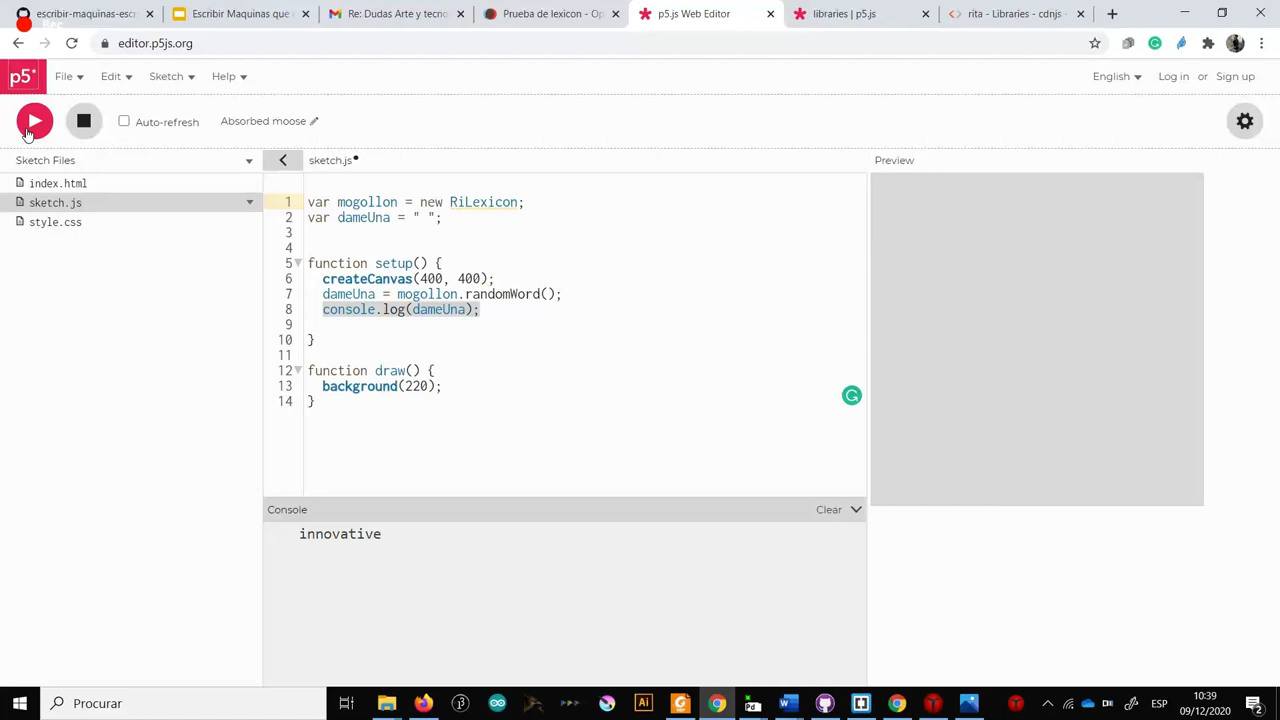 escribir-maquinas-escu
Escribir Maquinas que e
Re: Dudas Arte y tecno
Prueba de lexicon - Op
p5.js Web Editor
libraries | p5.js
rita - Libraries - cdnjs -
editor.p5js.org
p5*
File
Edit
Sketch
Help
English
Log in or Sign up
Auto-refresh
Absorbed moose
Sketch Files
sketch.js
Preview
index.html
sketch.js
style.css
1 var mogollon = new RiLexicon;
2 var dameUna = " ";
3
4
5 function setup() {
6 createCanvas(400, 400);
7 dameUna = mogollon.randomWord();
8 console.log(dameUna);
9
10 }
11
12 function draw() {
13 background(220);
14 }
Console
Clear
innovative
Procurar
ESP
10:39
09/12/2020
2